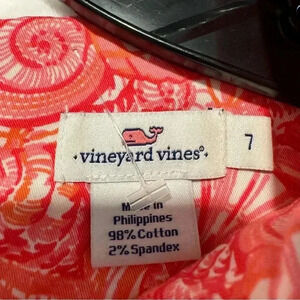 vineyard vines®
7
Made in
Philippines
98% Cotton
2% Spandex